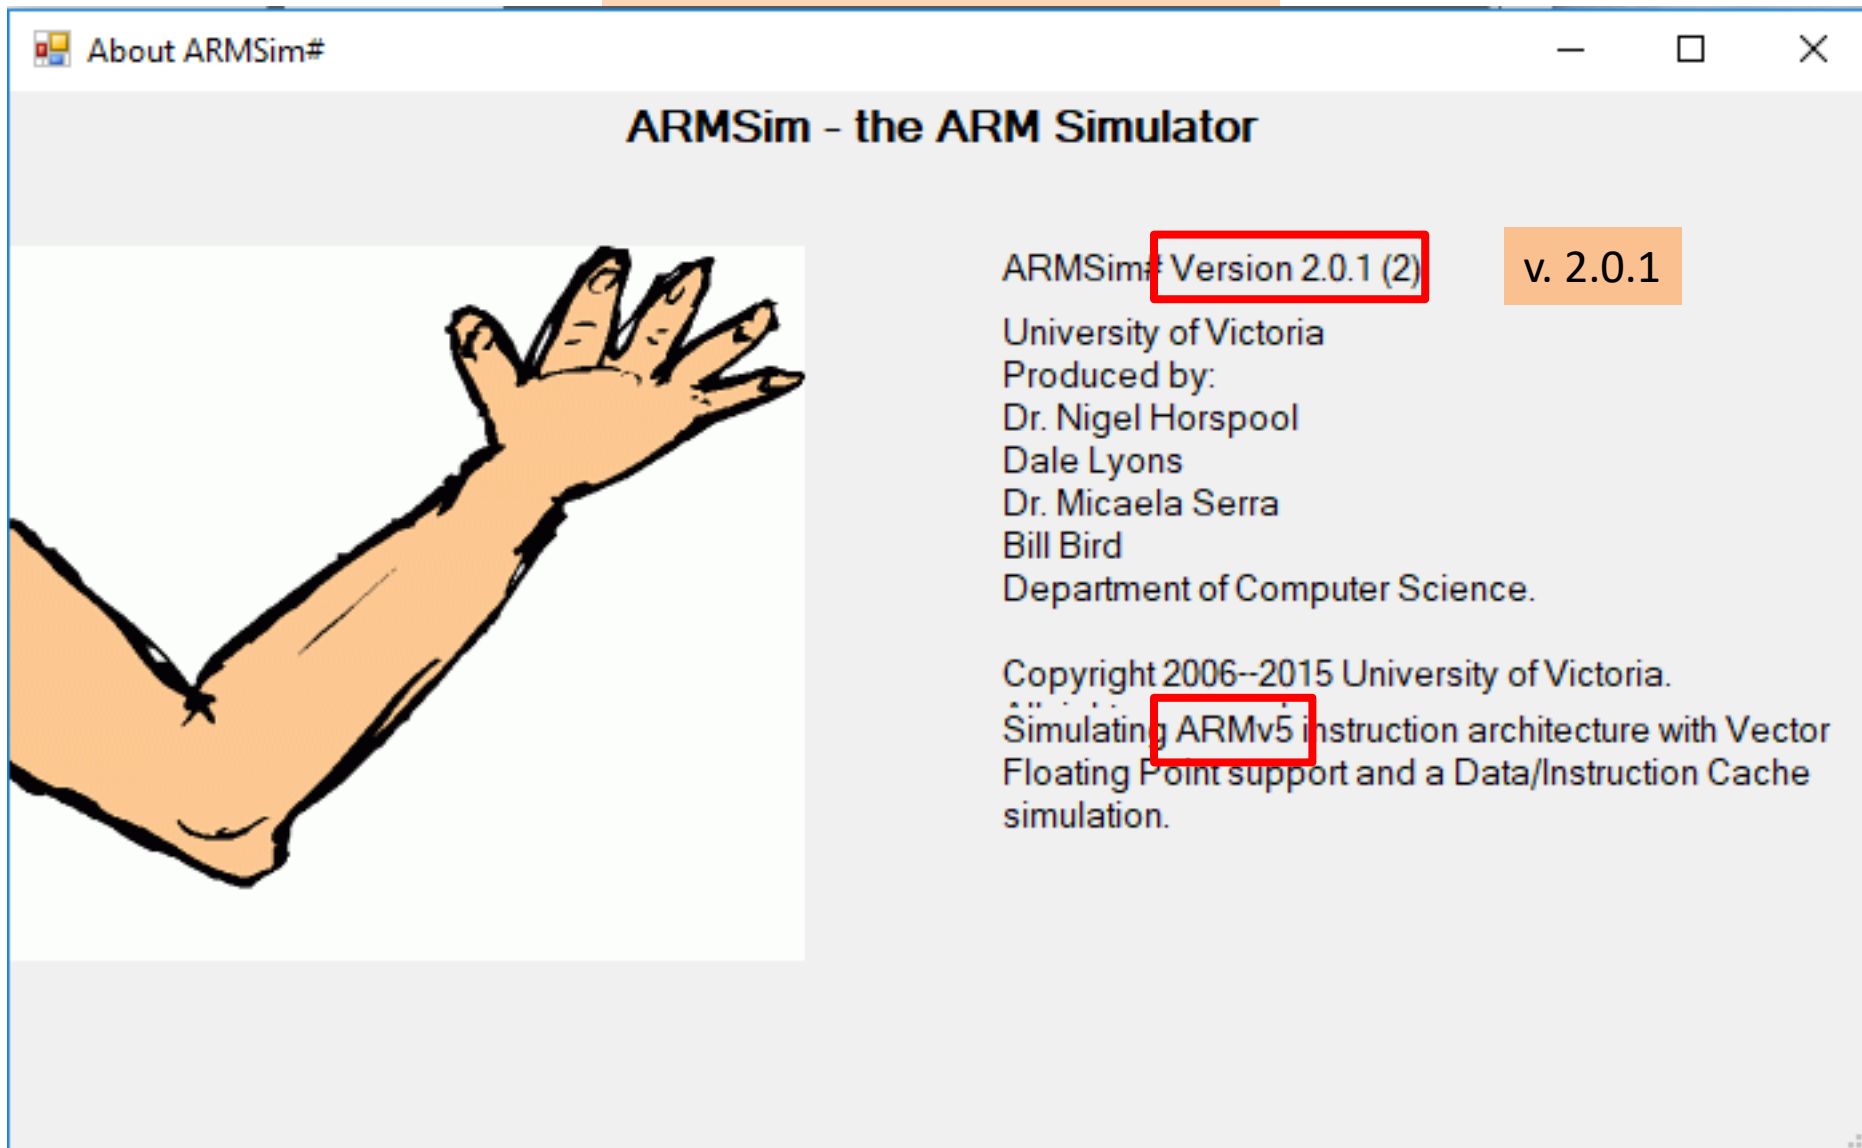 About ARMSim#
ARMSim - the ARM Simulator
ARMSim# Version 2.0.1 (2)
v. 2.0.1
University of Victoria
Produced by:
Dr. Nigel Horspool
Dale Lyons
Dr. Micaela Serra
Bill Bird
Department of Computer Science.
Copyright 2006--2015 University of Victoria.
Simulating ARMv5 instruction architecture with Vector
Floating Point support and a Data/Instruction Cache
simulation.